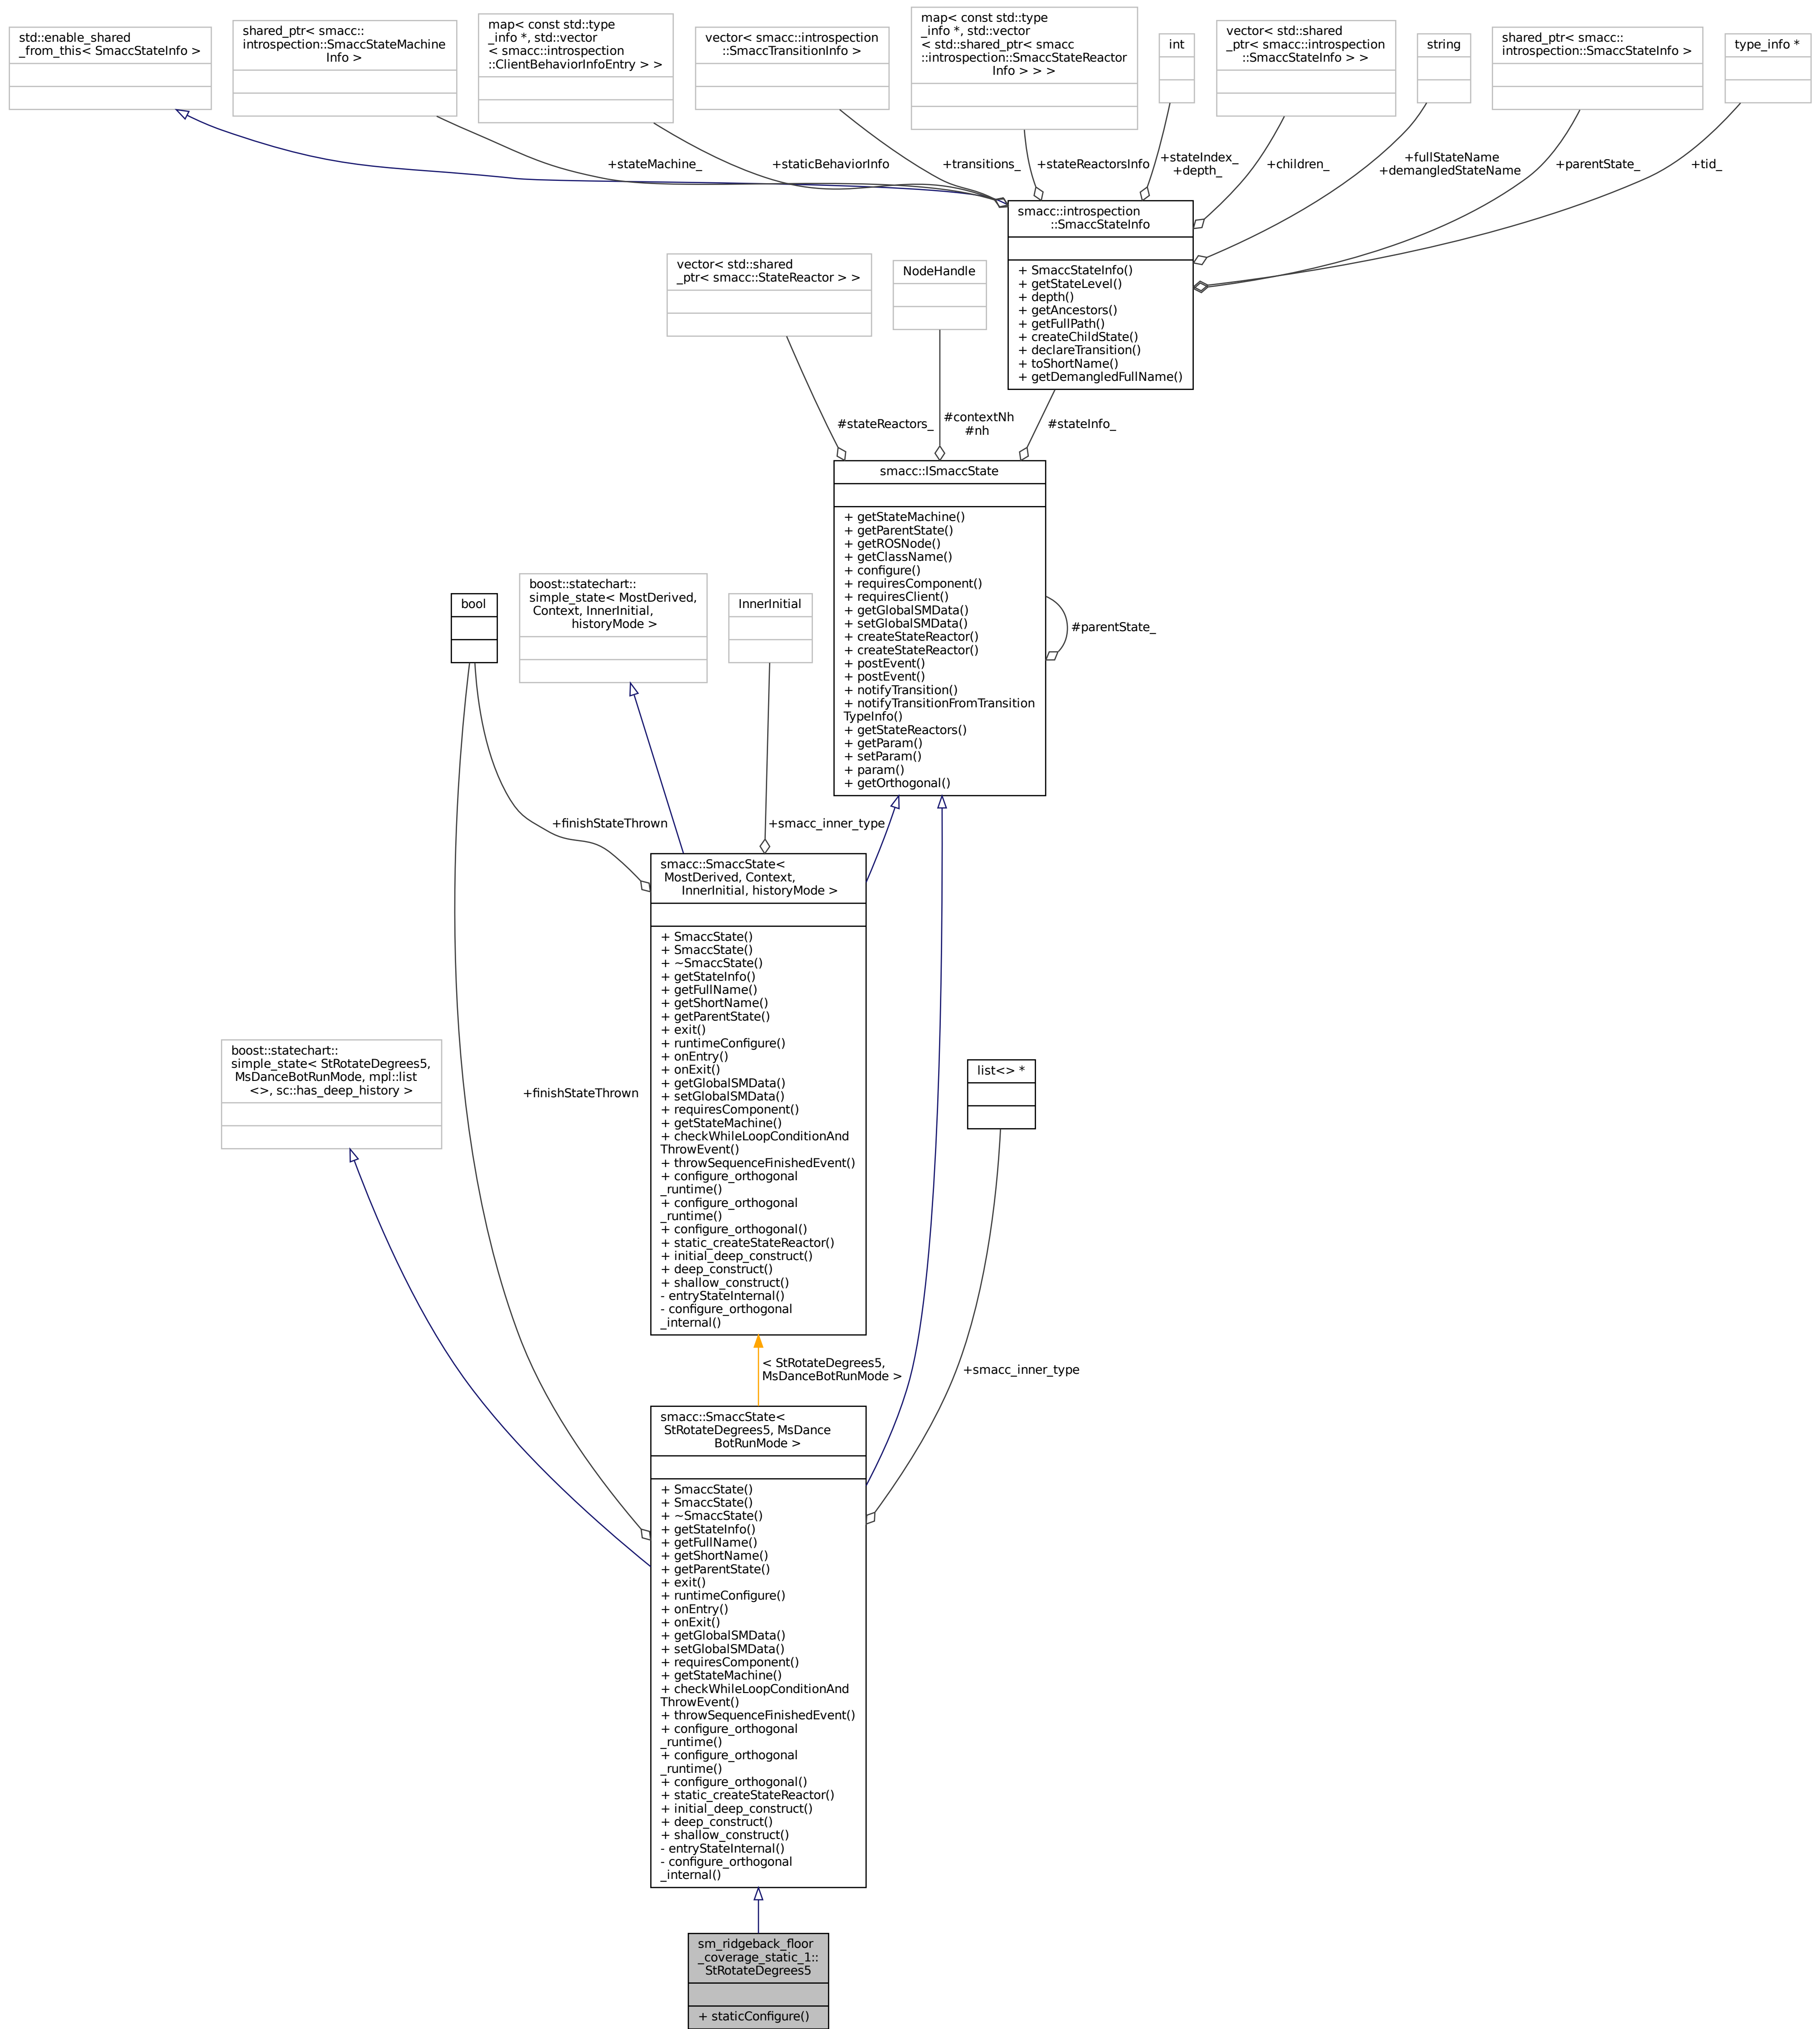 std::enable_shared
_from_this< SmaccStateInfo >
shared_ptr< smacc::
introspection::SmaccStateMachine
Info >
map< const std::type
_info *, std::vector
< smacc::introspection
::ClientBehaviorInfoEntry > >
vector< smacc::introspection
::SmaccTransitionInfo >
map< const std::type
_info *, std::vector
< std::shared_ptr< smacc
::introspection::SmaccStateReactor
Info > > >
int
vector< std::shared
_ptr< smacc::introspection
::SmaccStateInfo > >
string
shared_ptr< smacc::
introspection::SmaccStateInfo >
type_info *
+stateMachine_
+staticBehaviorInfo
+transitions_
+stateReactorsInfo
+stateIndex_
+depth_
+children_
+fullStateName
+demangledStateName
+parentState_
+tid_
smacc::introspection
::SmaccStateInfo
+ SmaccStateInfo()
+ getStateLevel()
+ depth()
+ getAncestors()
+ getFullPath()
+ createChildState()
+ declareTransition()
+ toShortName()
+ getDemangledFullName()
vector< std::shared
_ptr< smacc::StateReactor > >
NodeHandle
#stateReactors_
#contextNh
#nh
#stateInfo_
smacc::ISmaccState
+ getStateMachine()
+ getParentState()
+ getROSNode()
+ getClassName()
+ configure()
+ requiresComponent()
+ requiresClient()
+ getGlobalSMData()
+ setGlobalSMData()
+ createStateReactor()
+ createStateReactor()
+ postEvent()
+ postEvent()
+ notifyTransition()
+ notifyTransitionFromTransition
TypeInfo()
+ getStateReactors()
+ getParam()
+ setParam()
+ param()
+ getOrthogonal()
#parentState_
bool
boost::statechart::
simple_state< MostDerived,
Context, InnerInitial,
historyMode >
InnerInitial
+finishStateThrown
+smacc_inner_type
smacc::SmaccState<
MostDerived, Context,
InnerInitial, historyMode >
+ SmaccState()
+ SmaccState()
+ ~SmaccState()
+ getStateInfo()
+ getFullName()
+ getShortName()
+ getParentState()
+ exit()
+ runtimeConfigure()
+ onEntry()
+ onExit()
+ getGlobalSMData()
+ setGlobalSMData()
+ requiresComponent()
+ getStateMachine()
+ checkWhileLoopConditionAnd
ThrowEvent()
+ throwSequenceFinishedEvent()
+ configure_orthogonal
_runtime()
+ configure_orthogonal
_runtime()
+ configure_orthogonal()
+ static_createStateReactor()
+ initial_deep_construct()
+ deep_construct()
+ shallow_construct()
- entryStateInternal()
- configure_orthogonal
_internal()
boost::statechart::
simple_state< StRotateDegrees5,
MsDanceBotRunMode, mpl::list
<>, sc::has_deep_history >
+finishStateThrown
list<> *
< StRotateDegrees5,
MsDanceBotRunMode >
+smacc_inner_type
smacc::SmaccState<
StRotateDegrees5, MsDance
BotRunMode >
+ SmaccState()
+ SmaccState()
+ ~SmaccState()
+ getStateInfo()
+ getFullName()
+ getShortName()
+ getParentState()
+ exit()
+ runtimeConfigure()
+ onEntry()
+ onExit()
+ getGlobalSMData()
+ setGlobalSMData()
+ requiresComponent()
+ getStateMachine()
+ checkWhileLoopConditionAnd
ThrowEvent()
+ throwSequenceFinishedEvent()
+ configure_orthogonal
_runtime()
+ configure_orthogonal
_runtime()
+ configure_orthogonal()
+ static_createStateReactor()
+ initial_deep_construct()
+ deep_construct()
+ shallow_construct()
- entryStateInternal()
- configure_orthogonal
_internal()
sm_ridgeback_floor
_coverage_static_1::
StRotateDegrees5
+ staticConfigure()